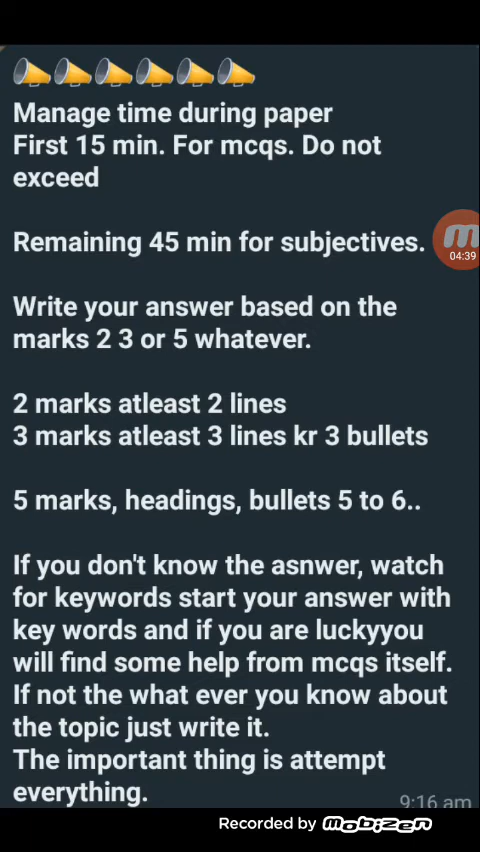 📣📣📣📣📣📣
Manage time during paper
First 15 min. For mcqs. Do not
exceed
Remaining 45 min for subjectives.
04:39
Write your answer based on the
marks 2 3 or 5 whatever.
2 marks atleast 2 lines
3 marks atleast 3 lines kr 3 bullets
5 marks, headings, bullets 5 to 6..
If you don't know the asnwer, watch
for keywords start your answer with
key words and if you are luckyyou
will find some help from mcqs itself.
If not the what ever you know about
the topic just write it.
The important thing is attempt
everything.
9:16 am
Recorded by mobizen